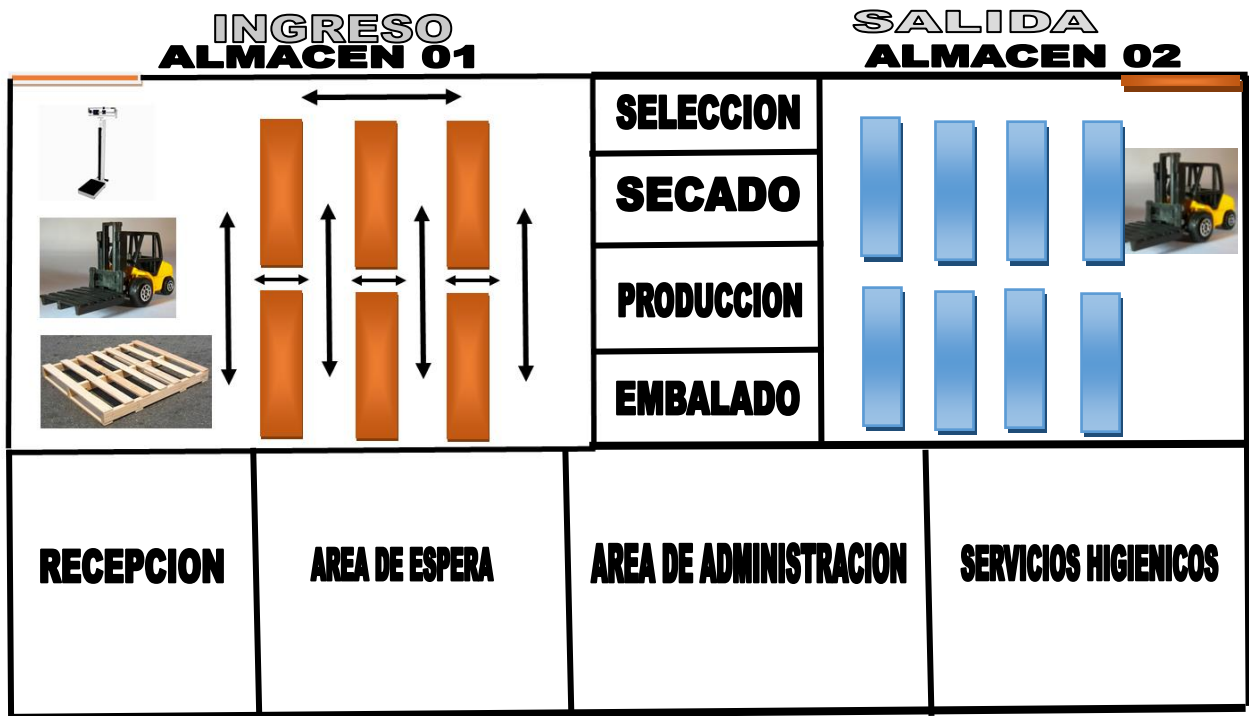 INGRESO
ALMACEN 01
SALIDA
ALMACEN 02
SELECCION
SECADO
PRODUCCION
EMBALADO
RECEPCION
AREA DE ESPERA
AREA DE ADMINISTRACION
SERVICIOS HIGIENICOS